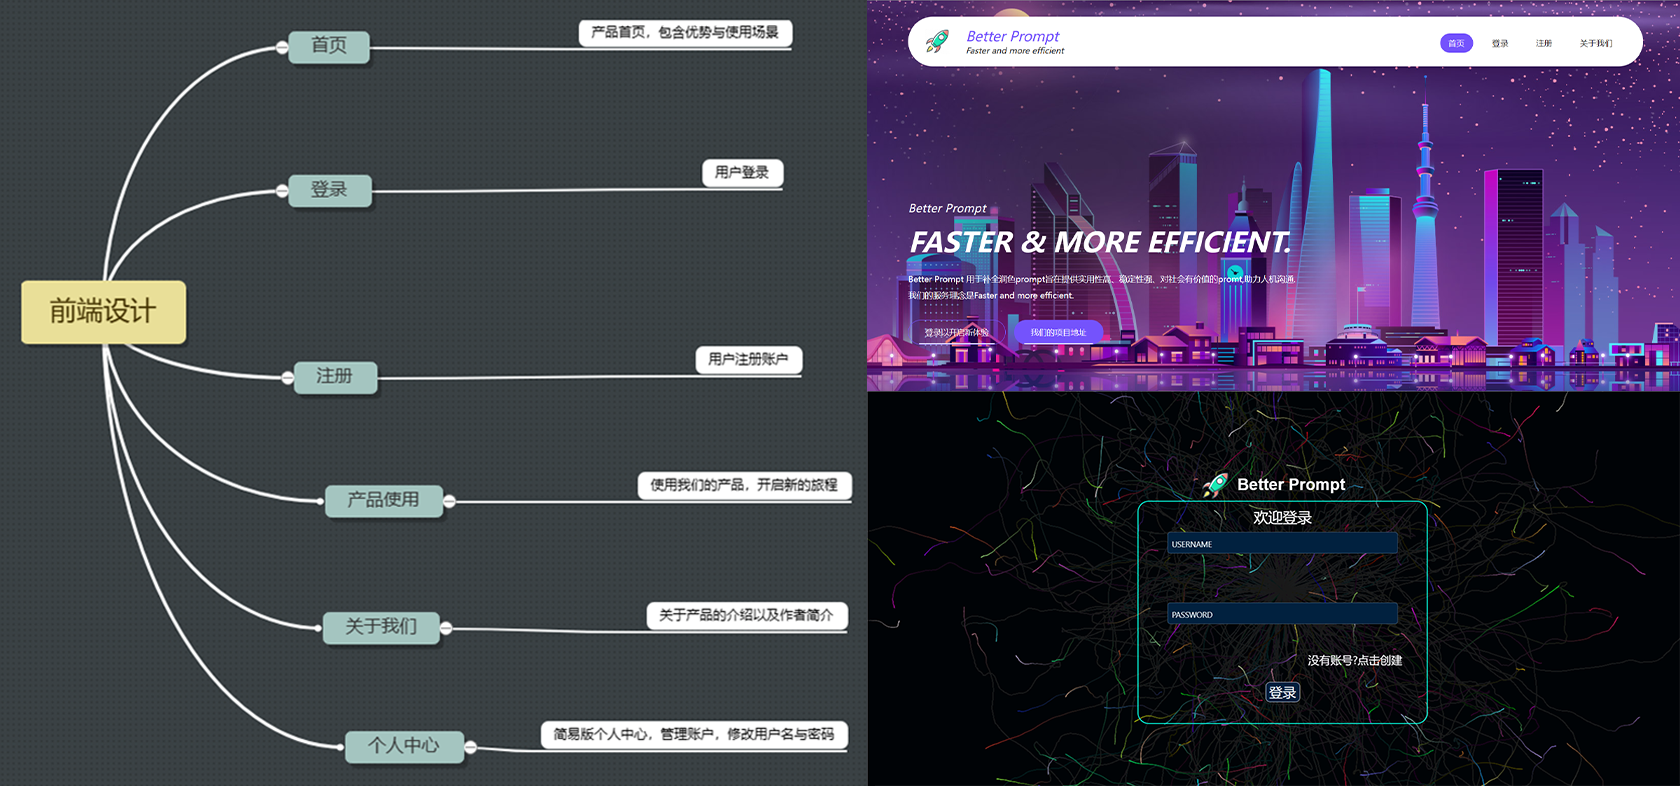 前端设计
首页
产品首页，包含优势与使用场景
登录
用户登录
注册
用户注册账户
产品使用
使用我们的产品，开启新的旅程
关于我们
关于产品的介绍以及作者简介
个人中心
简易版个人中心，管理账户，修改用户名与密码
Better Prompt
Faster and more efficient
首页 登录 注册 关于我们
Better Prompt
FASTER & MORE EFFICIENT.
Better Prompt 用于补全润色prompt旨在提供实用性高、稳定性强、对社会有价值的promt,助力人机沟通.
我们的服务理念是Faster and more efficient.
登录以开启新体验 我们的项目地址
Better Prompt
欢迎登录
USERNAME
PASSWORD
没有账号?点击创建
登录